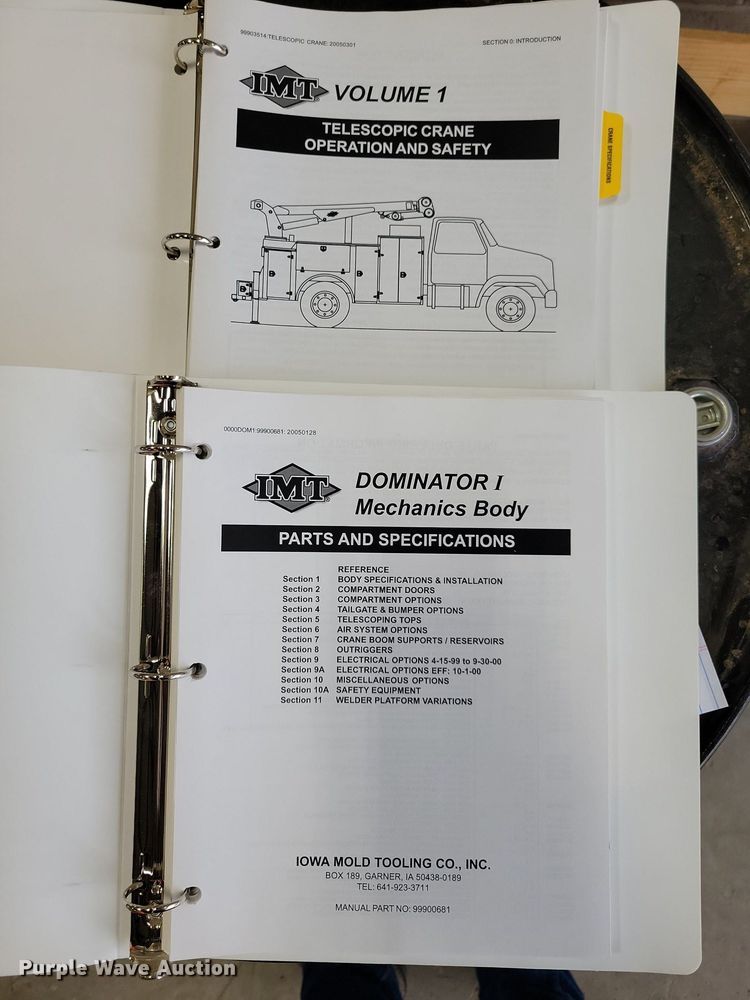 99903514:TELESCOPIC CRANE: 20050301
SECTION 0: INTRODUCTION
IMT VOLUME 1
TELESCOPIC CRANE
OPERATION AND SAFETY
CRANE SPECIFICATIONS
0000DOM1:99900681: 20050128
IMT DOMINATOR I
Mechanics Body
PARTS AND SPECIFICATIONS
REFERENCE
Section 1 BODY SPECIFICATIONS & INSTALLATION
Section 2 COMPARTMENT DOORS
Section 3 COMPARTMENT OPTIONS
Section 4 TAILGATE & BUMPER OPTIONS
Section 5 TELESCOPING TOPS
Section 6 AIR SYSTEM OPTIONS
Section 7 CRANE BOOM SUPPORTS / RESERVOIRS
Section 8 OUTRIGGERS
Section 9 ELECTRICAL OPTIONS 4-15-99 to 9-30-00
Section 9A ELECTRICAL OPTIONS EFF: 10-1-00
Section 10 MISCELLANEOUS OPTIONS
Section 10A SAFETY EQUIPMENT
Section 11 WELDER PLATFORM VARIATIONS
IOWA MOLD TOOLING CO., INC.
BOX 189, GARNER, IA 50438-0189
TEL: 641-923-3711
MANUAL PART NO: 99900681
Purple Wave Auction